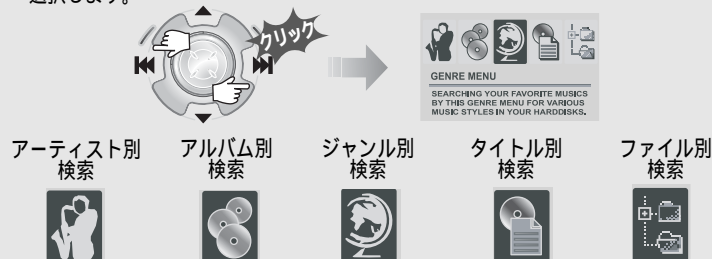 選択します。
クリック
GENRE MENU
SEARCHING YOUR FAVORITE MUSICS
BY THIS GENRE MENU FOR VARIOUS
MUSIC STYLES IN YOUR HARDDISKS.
アーティスト別
検索
アルバム別
検索
ジャンル別
検索
タイトル別
検索
ファイル別
検索